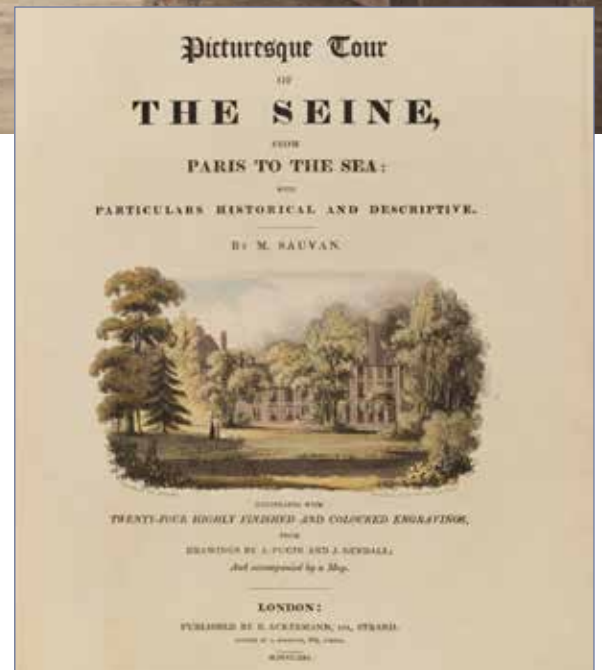 Picturesque Tour
OF
THE SEINE,
FROM
PARIS TO THE SEA:
WITH
PARTICULARS HISTORICAL AND DESCRIPTIVE.
BY M. SAUVAN.
ILLUSTRATED WITH
TWENTY-FOUR HIGHLY FINISHED AND COLOURED ENGRAVINGS,
FROM
DRAWINGS BY A. PUGIN AND J. GENDALL;
And accompanied by a Map.
LONDON:
PUBLISHED BY R. ACKERMANN, 101, STRAND.